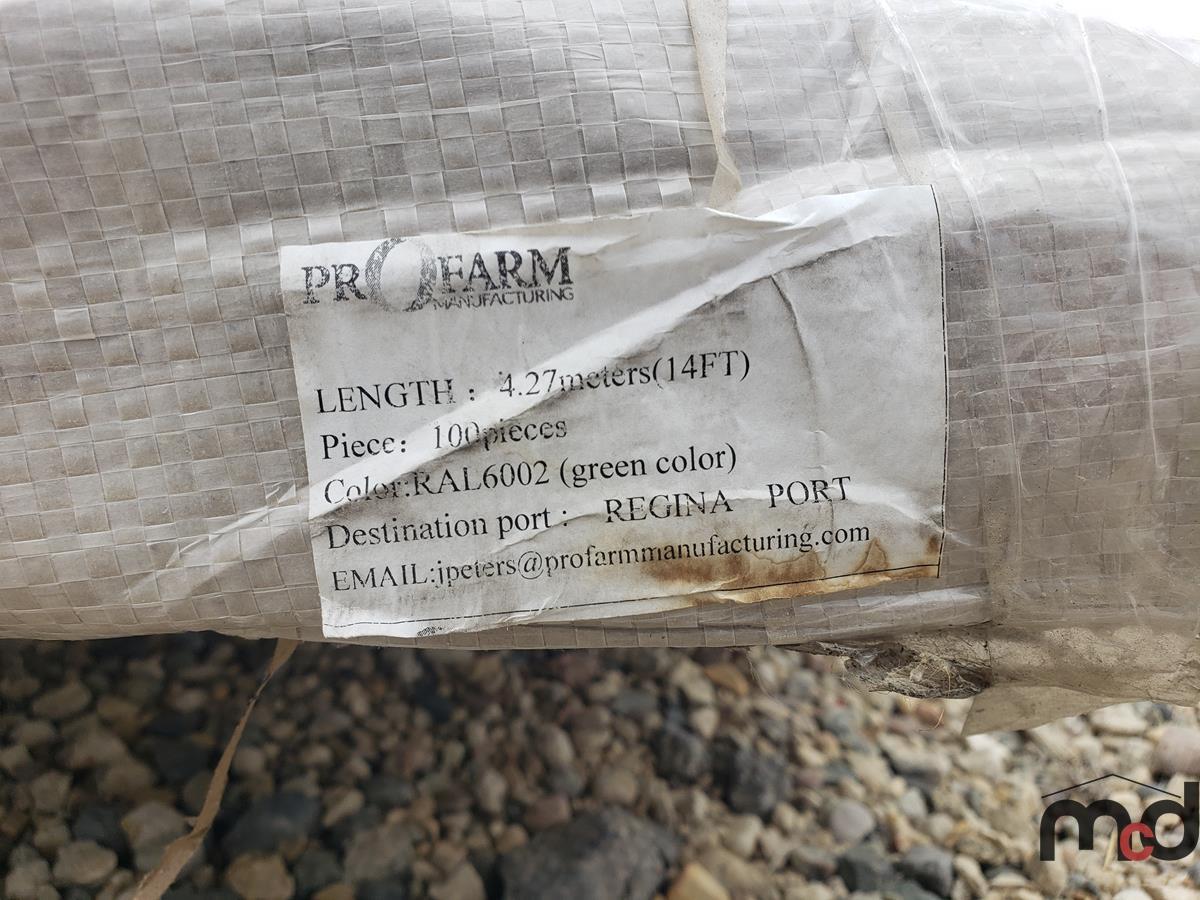 PROFARM
MANUFACTURING
LENGTH： 4.27meters(14FT)
Piece： 100pieces
Color:RAL6002 (green color)
Destination port： REGINA PORT
EMAIL:jpeters@profarmmanufacturing.com
mcd